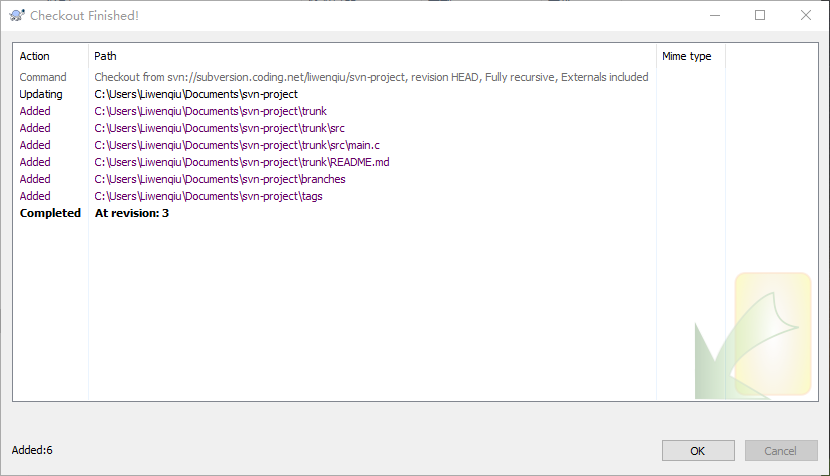 Checkout Finished!
Action Path Mime type
Command Checkout from svn://subversion.coding.net/liwenqiu/svn-project, revision HEAD, Fully recursive, Externals included
Updating C:\Users\Liwenqiu\Documents\svn-project
Added C:\Users\Liwenqiu\Documents\svn-project\trunk
Added C:\Users\Liwenqiu\Documents\svn-project\trunk\src
Added C:\Users\Liwenqiu\Documents\svn-project\trunk\src\main.c
Added C:\Users\Liwenqiu\Documents\svn-project\trunk\README.md
Added C:\Users\Liwenqiu\Documents\svn-project\branches
Added C:\Users\Liwenqiu\Documents\svn-project\tags
Completed At revision: 3
Added:6
OK Cancel